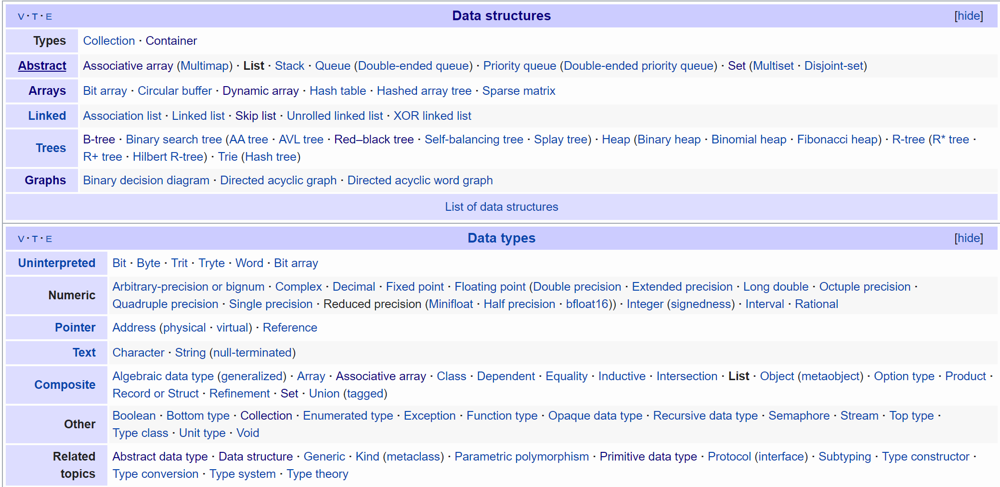 V · T · E Data structures [hide]
Types Collection · Container
Abstract Associative array (Multimap) · List · Stack · Queue (Double-ended queue) · Priority queue (Double-ended priority queue) · Set (Multiset · Disjoint-set)
Arrays Bit array · Circular buffer · Dynamic array · Hash table · Hashed array tree · Sparse matrix
Linked Association list · Linked list · Skip list · Unrolled linked list · XOR linked list
Trees B-tree · Binary search tree (AA tree · AVL tree · Red–black tree · Self-balancing tree · Splay tree) · Heap (Binary heap · Binomial heap · Fibonacci heap) · R-tree (R* tree ·
R+ tree · Hilbert R-tree) · Trie (Hash tree)
Graphs Binary decision diagram · Directed acyclic graph · Directed acyclic word graph
List of data structures
V · T · E Data types [hide]
Uninterpreted Bit · Byte · Trit · Tryte · Word · Bit array
Numeric Arbitrary-precision or bignum · Complex · Decimal · Fixed point · Floating point (Double precision · Extended precision · Long double · Octuple precision ·
Quadruple precision · Single precision · Reduced precision (Minifloat · Half precision · bfloat16)) · Integer (signedness) · Interval · Rational
Pointer Address (physical · virtual) · Reference
Text Character · String (null-terminated)
Composite Algebraic data type (generalized) · Array · Associative array · Class · Dependent · Equality · Inductive · Intersection · List · Object (metaobject) · Option type · Product ·
Record or Struct · Refinement · Set · Union (tagged)
Other Boolean · Bottom type · Collection · Enumerated type · Exception · Function type · Opaque data type · Recursive data type · Semaphore · Stream · Top type ·
Type class · Unit type · Void
Related Abstract data type · Data structure · Generic · Kind (metaclass) · Parametric polymorphism · Primitive data type · Protocol (interface) · Subtyping · Type constructor ·
topics Type conversion · Type system · Type theory